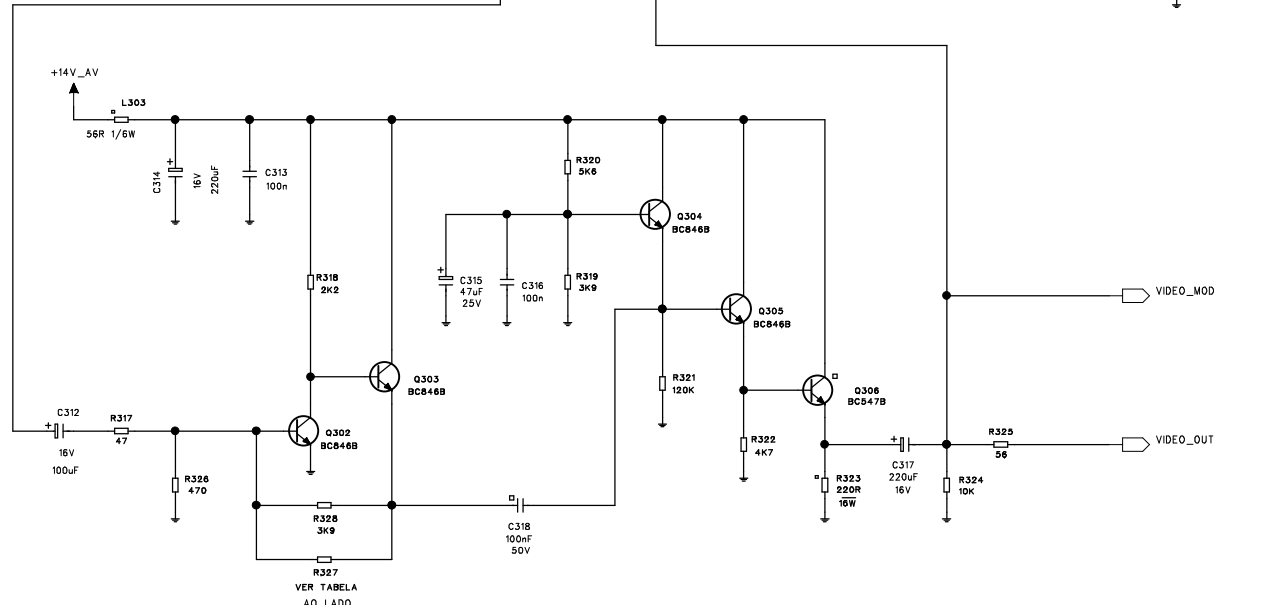 +14V_AV
L303
56R 1/6W
C314
16V
220uF
C313
100n
R320
5K6
Q304
BC846B
R318
2K2
C315
47uF
25V
C316
100n
R319
3K9
VIDEO_MOD
Q305
BC846B
Q303
BC846B
R321
120K
Q306
BC547B
C312
16V
100uF
R317
47
Q302
BC846B
R322
4K7
R325
56
VIDEO_OUT
C317
220uF
16V
R326
470
R323
220R
16W
R324
10K
R328
3K9
C318
100nF
50V
R327
VER TABELA
AO LADO